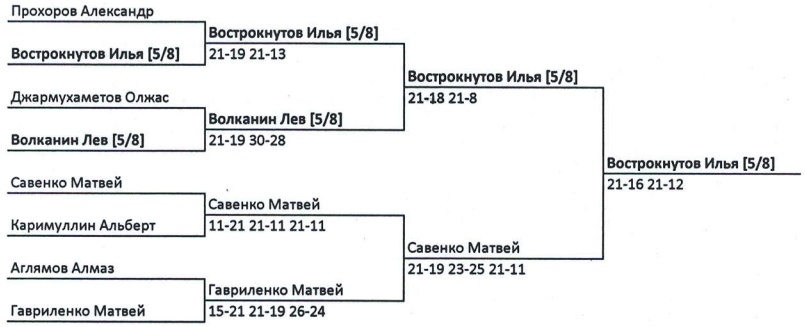 Прохоров Александр
Вострокнутов Илья [5/8]
Вострокнутов Илья [5/8]
21-19 21-13
Вострокнутов Илья [5/8]
21-18 21-8
Джармухаметов Олжас
Волканин Лев [5/8]
Волканин Лев [5/8]
21-19 30-28
Вострокнутов Илья [5/8]
21-16 21-12
Савенко Матвей
Савенко Матвей
Каримуллин Альберт
11-21 21-11 21-11
Савенко Матвей
21-19 23-25 21-11
Аглямов Алмаз
Гавриленко Матвей
Гавриленко Матвей
15-21 21-19 26-24